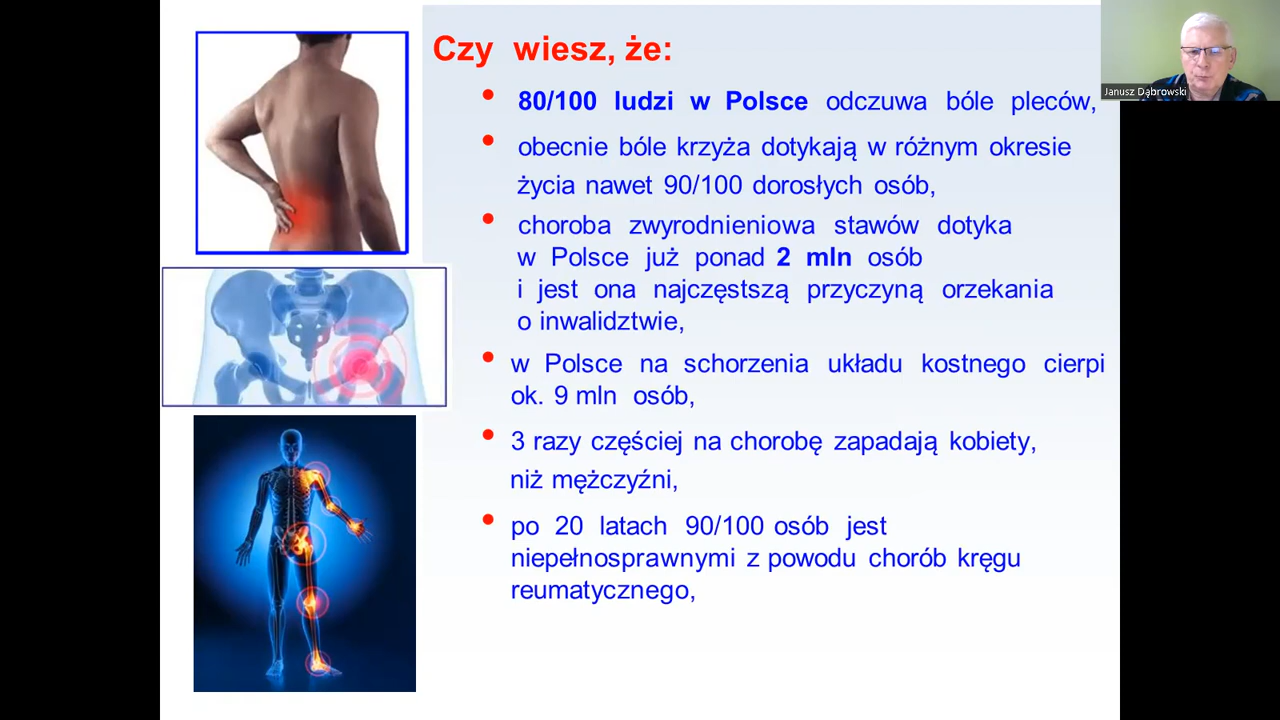 Czy wiesz, że:
• 80/100 ludzi w Polsce odczuwa bóle pleców,
• obecnie bóle krzyża dotykają w różnym okresie
życia nawet 90/100 dorosłych osób,
• choroba zwyrodnieniowa stawów dotyka
w Polsce już ponad 2 mln osób
i jest ona najczęstszą przyczyną orzekania
o inwalidztwie,
• w Polsce na schorzenia układu kostnego cierpi
ok. 9 mln osób,
• 3 razy częściej na chorobę zapadają kobiety,
niż mężczyźni,
• po 20 latach 90/100 osób jest
niepełnosprawnymi z powodu chorób kręgu
reumatycznego,
Janusz Dąbrowski